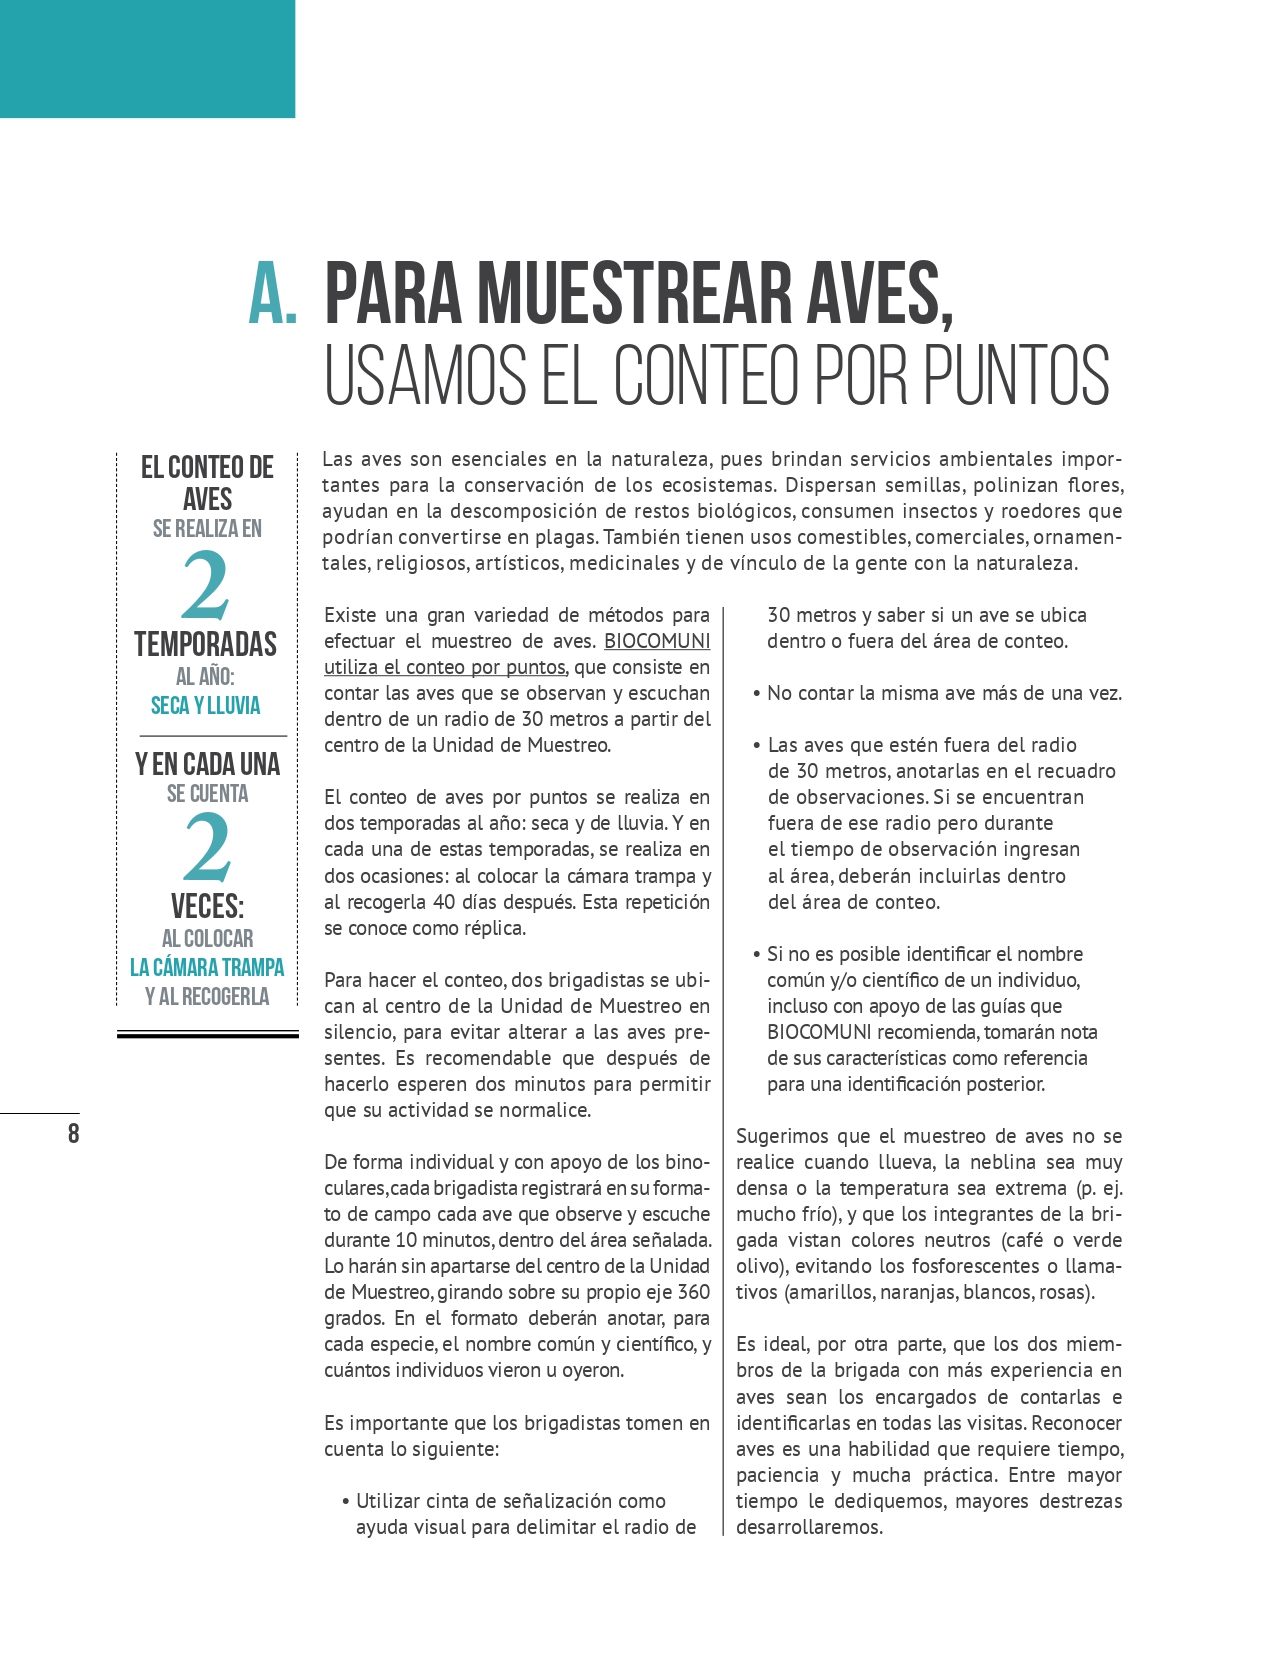 A. PARA MUESTREAR AVES,
USAMOS EL CONTEO POR PUNTOS
EL CONTEO DE
AVES
SE REALIZA EN
2
TEMPORADAS
AL AÑO:
SECA Y LLUVIA
Y EN CADA UNA
SE CUENTA
2
VECES:
AL COLOCAR
LA CÁMARA TRAMPA
Y AL RECOGERLA
8
Las aves son esenciales en la naturaleza, pues brindan servicios ambientales impor-
tantes para la conservación de los ecosistemas. Dispersan semillas, polinizan flores,
ayudan en la descomposición de restos biológicos, consumen insectos y roedores que
podrían convertirse en plagas. También tienen usos comestibles, comerciales, ornamen-
tales, religiosos, artísticos, medicinales y de vínculo de la gente con la naturaleza.
Existe una gran variedad de métodos para
efectuar el muestreo de aves. BIOCOMUNI
utiliza el conteo por puntos, que consiste en
contar las aves que se observan y escuchan
dentro de un radio de 30 metros a partir del
centro de la Unidad de Muestreo.
El conteo de aves por puntos se realiza en
dos temporadas al año: seca y de lluvia. Y en
cada una de estas temporadas, se realiza en
dos ocasiones: al colocar la cámara trampa y
al recogerla 40 días después. Esta repetición
se conoce como réplica.
Para hacer el conteo, dos brigadistas se ubi-
can al centro de la Unidad de Muestreo en
silencio, para evitar alterar a las aves pre-
sentes. Es recomendable que después de
hacerlo esperen dos minutos para permitir
que su actividad se normalice.
De forma individual y con apoyo de los bino-
culares, cada brigadista registrará en su forma-
to de campo cada ave que observe y escuche
durante 10 minutos, dentro del área señalada.
Lo harán sin apartarse del centro de la Unidad
de Muestreo, girando sobre su propio eje 360
grados. En el formato deberán anotar, para
cada especie, el nombre común y científico, y
cuántos individuos vieron u oyeron.
Es importante que los brigadistas tomen en
cuenta lo siguiente:
• Utilizar cinta de señalización como
ayuda visual para delimitar el radio de
30 metros y saber si un ave se ubica
dentro o fuera del área de conteo.
• No contar la misma ave más de una vez.
• Las aves que estén fuera del radio
de 30 metros, anotarlas en el recuadro
de observaciones. Si se encuentran
fuera de ese radio pero durante
el tiempo de observación ingresan
al área, deberán incluirlas dentro
del área de conteo.
• Si no es posible identificar el nombre
común y/o científico de un individuo,
incluso con apoyo de las guías que
BIOCOMUNI recomienda, tomarán nota
de sus características como referencia
para una identificación posterior.
Sugerimos que el muestreo de aves no se
realice cuando llueva, la neblina sea muy
densa o la temperatura sea extrema (p. ej.
mucho frío), y que los integrantes de la bri-
gada vistan colores neutros (café o verde
olivo), evitando los fosforescentes o llama-
tivos (amarillos, naranjas, blancos, rosas).
Es ideal, por otra parte, que los dos miem-
bros de la brigada con más experiencia en
aves sean los encargados de contarlas e
identificarlas en todas las visitas. Reconocer
aves es una habilidad que requiere tiempo,
paciencia y mucha práctica. Entre mayor
tiempo le dediquemos, mayores destrezas
desarrollaremos.